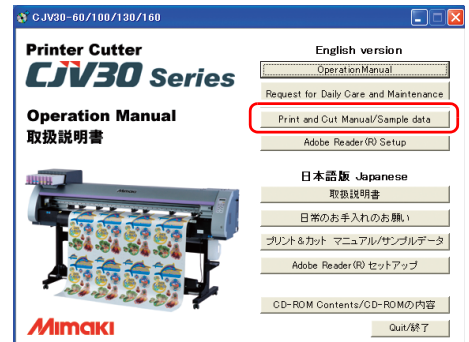 CJV30-60/100/130/160
Printer Cutter
CJV30 Series
Operation Manual
取扱説明書
Mimaki
MIMAKI
English version
OperationManual
Request for Daily Care and Maintenance
Print and Cut Manual/Sample data
Adobe Reader(R) Setup
日本語版 Japanese
取扱説明書
日常のお手入れのお願い
プリント&カット マニュアル/サンプルデータ
Adobe Reader(R) セットアップ
CD-ROM Contents/CD-ROMの内容
Quit/終了